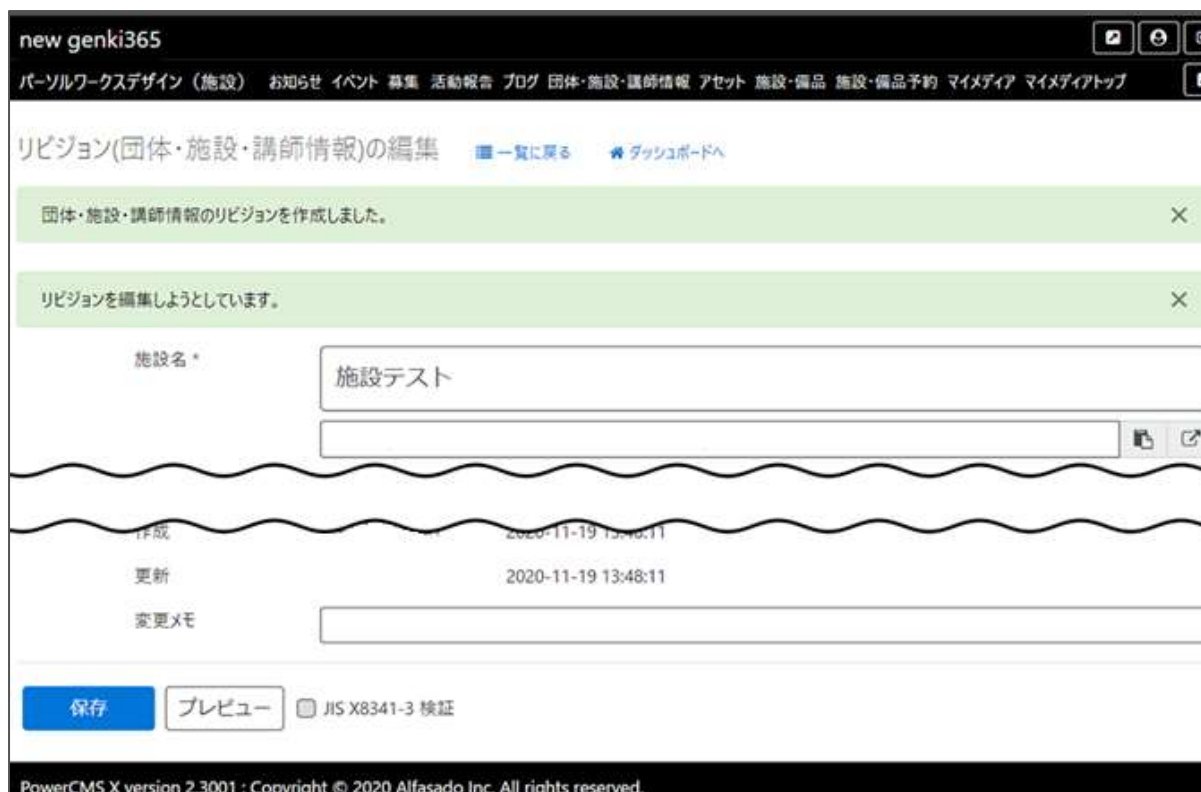 new genki365
パーソルワークスデザイン（施設） お知らせ イベント 募集 活動報告 ブログ 団体・施設・講師情報 アセット 施設・備品 施設・備品予約 マイメディア マイメディアトップ
リビジョン(団体・施設・講師情報)の編集 一覧に戻る ダッシュボードへ
団体・施設・講師情報のリビジョンを作成しました。
リビジョンを編集しようとしています。
施設名 *
施設テスト
作成 2020-11-19 13:48:11
更新 2020-11-19 13:48:11
変更メモ
保存 プレビュー JIS X8341-3 検証
PowerCMS X version 2.3001 : Copyright © 2020 Alfasado Inc. All rights reserved.